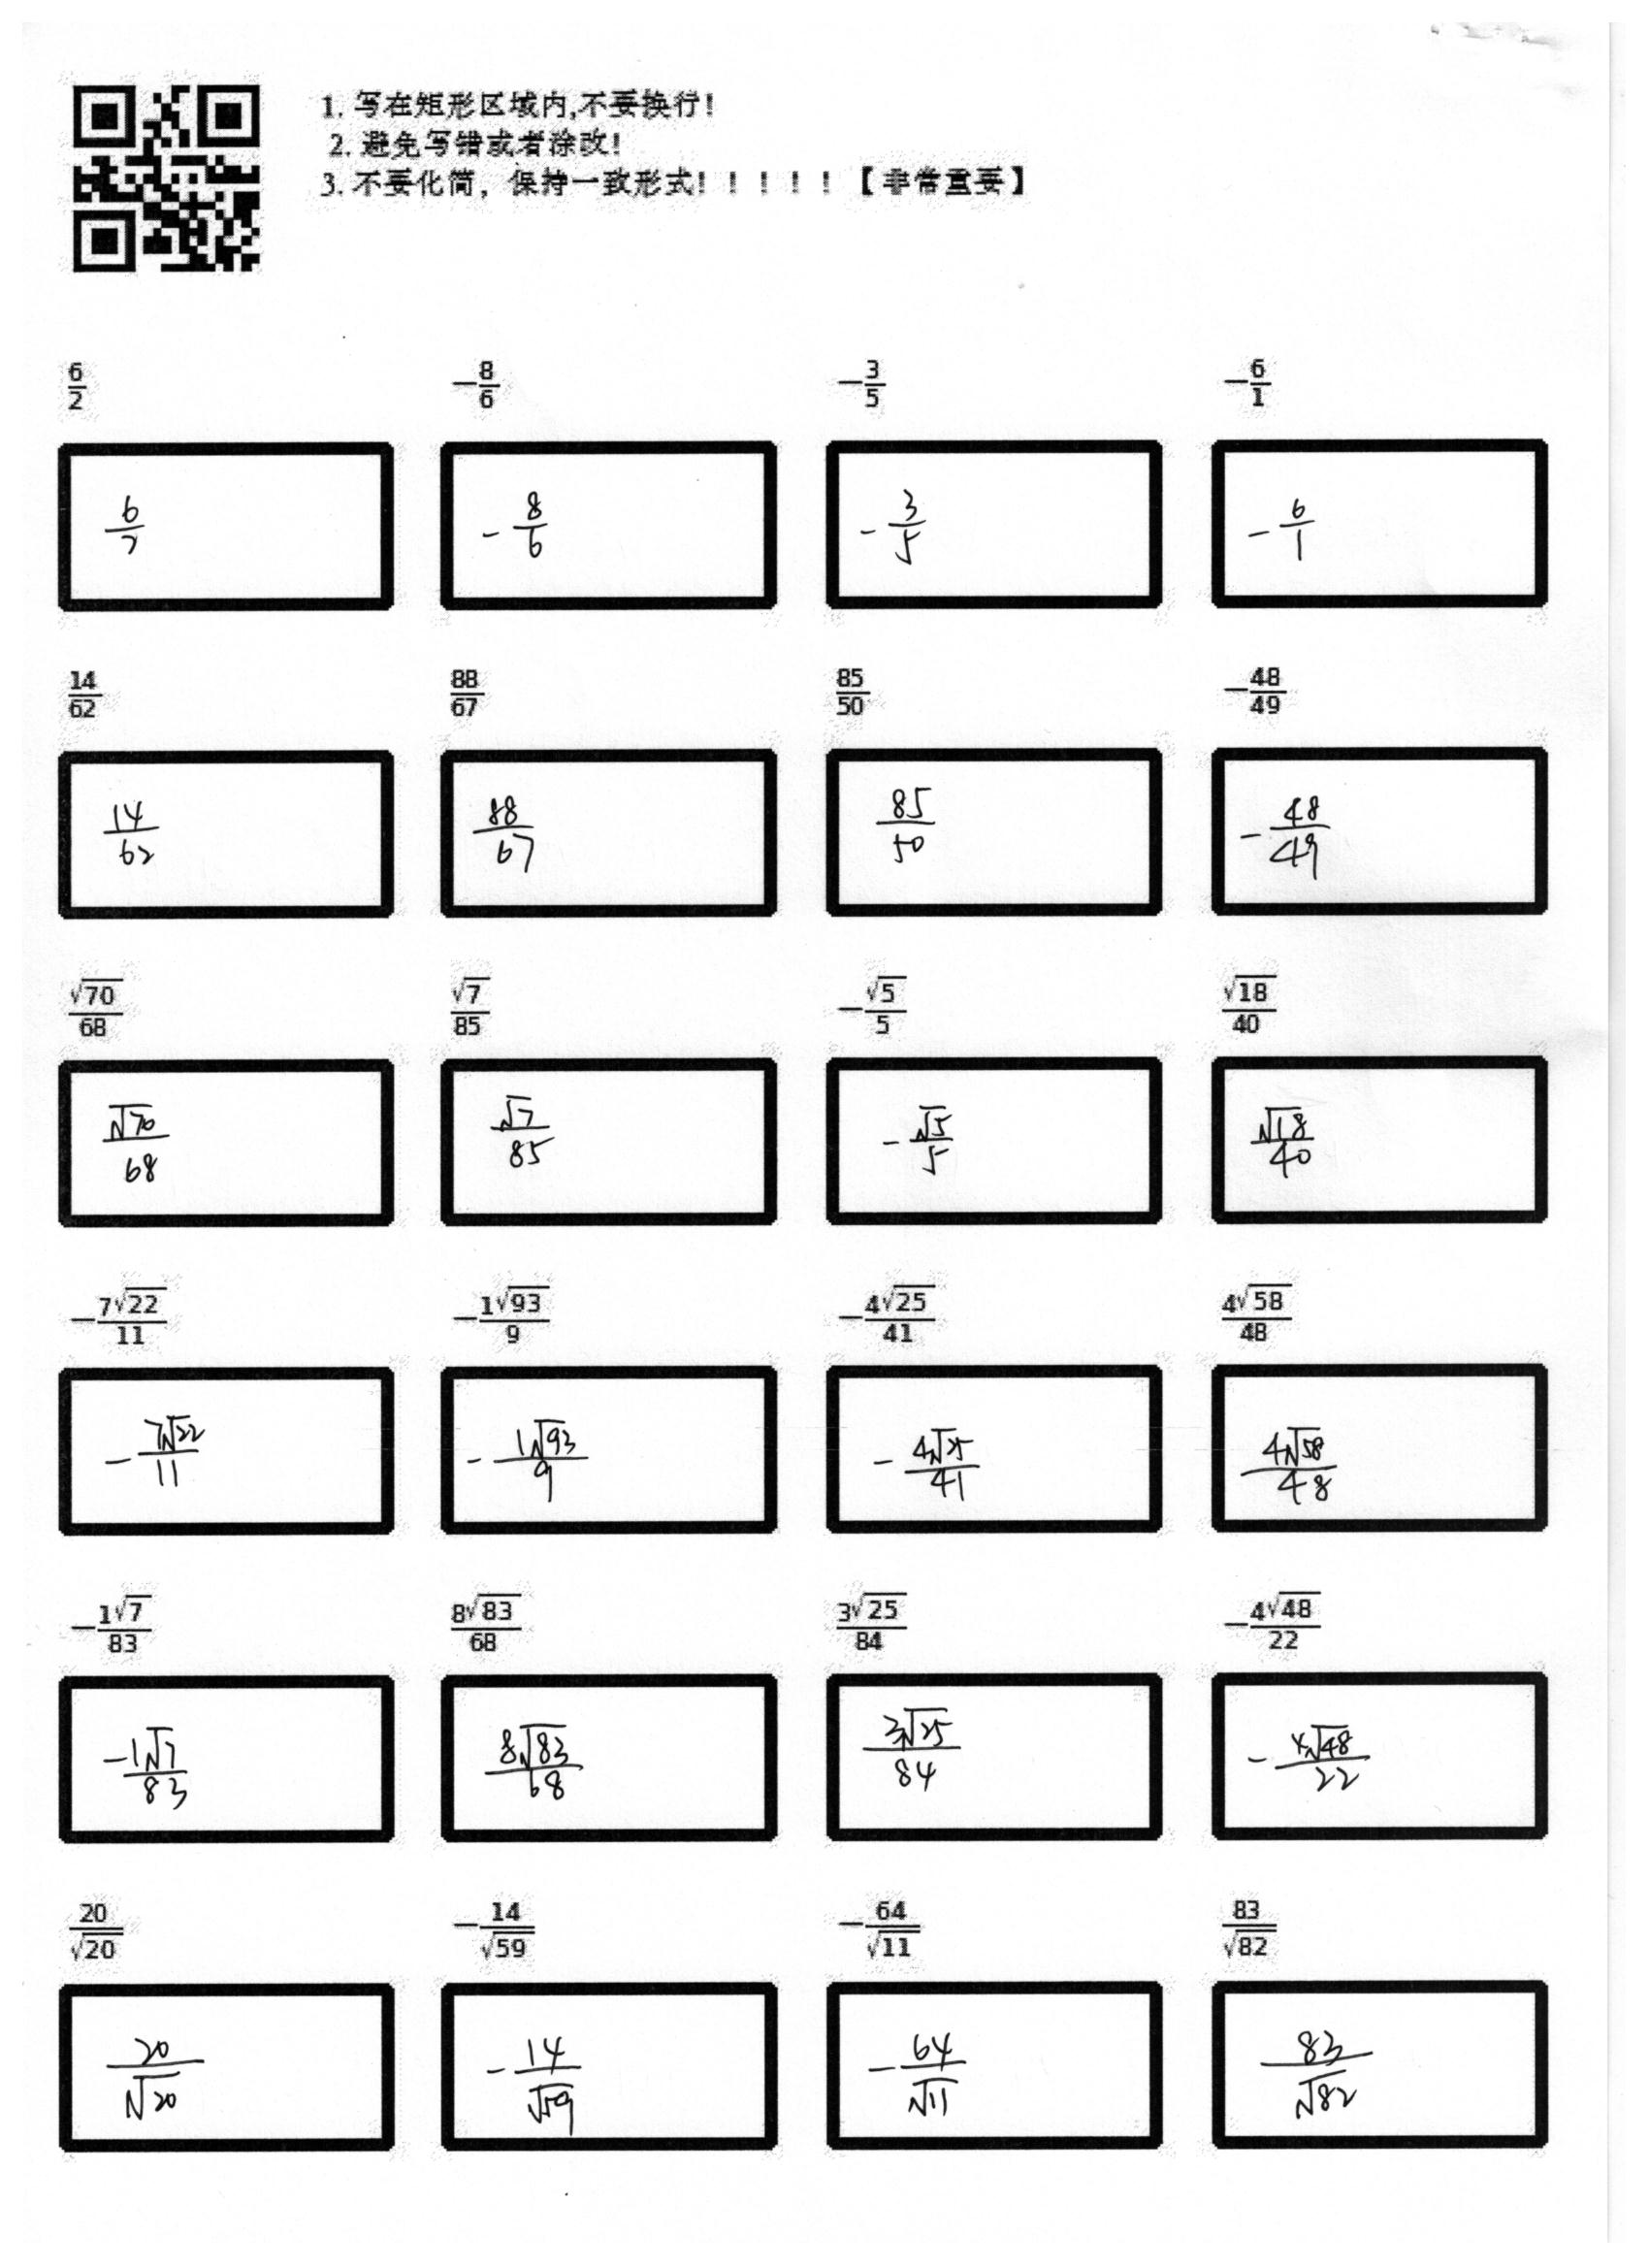 1. 写在矩形区域内,不要换行!
2. 避免写错或者涂改!
3. 不要化简，保持一致形式!！！！！【非常重要】
\frac{6}{2} -\frac{8}{6} -\frac{3}{5} -\frac{6}{1}
\frac{6}{2} -\frac{8}{6} -\frac{3}{5} -\frac{6}{1}
\frac{14}{62} \frac{88}{67} \frac{85}{50} -\frac{48}{49}
\frac{14}{62} \frac{88}{67} \frac{85}{50} -\frac{48}{49}
\frac{\sqrt{70}}{68} \frac{\sqrt{7}}{85} -\frac{\sqrt{5}}{5} \frac{\sqrt{18}}{40}
\frac{\sqrt{70}}{68} \frac{\sqrt{7}}{85} -\frac{\sqrt{5}}{5} \frac{\sqrt{18}}{40}
-\frac{7\sqrt{22}}{11} -\frac{1\sqrt{93}}{9} -\frac{4\sqrt{25}}{41} \frac{4\sqrt{58}}{48}
-\frac{7\sqrt{22}}{11} -\frac{1\sqrt{93}}{9} -\frac{4\sqrt{25}}{41} \frac{4\sqrt{58}}{48}
-\frac{1\sqrt{7}}{83} \frac{8\sqrt{83}}{68} \frac{3\sqrt{25}}{84} -\frac{4\sqrt{48}}{22}
-\frac{1\sqrt{7}}{83} \frac{8\sqrt{83}}{68} \frac{3\sqrt{25}}{84} -\frac{4\sqrt{48}}{22}
\frac{20}{\sqrt{20}} -\frac{14}{\sqrt{59}} -\frac{64}{\sqrt{11}} \frac{83}{\sqrt{82}}
\frac{20}{\sqrt{20}} -\frac{14}{\sqrt{59}} -\frac{64}{\sqrt{11}} \frac{83}{\sqrt{82}}